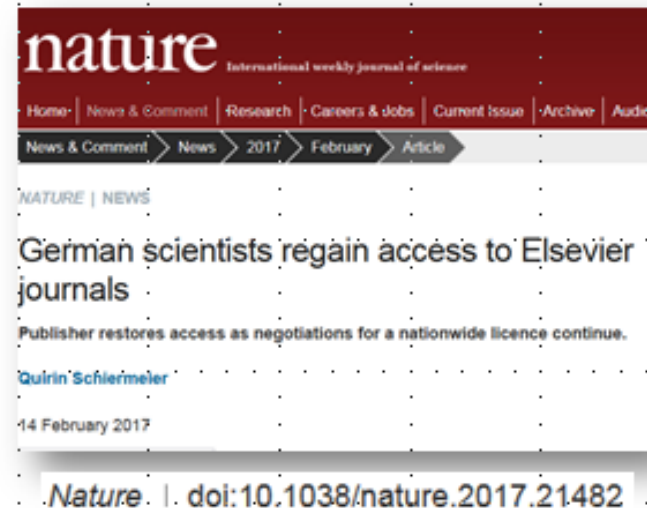 nature International weekly journal of science
Home News & Comment Research Careers & Jobs Current Issue Archive Audio
News & Comment News 2017 February Article
NATURE | NEWS
German scientists regain access to Elsevier
journals
Publisher restores access as negotiations for a nationwide licence continue.
Quirin Schiermeier
14 February 2017
Nature | doi:10.1038/nature.2017.21482